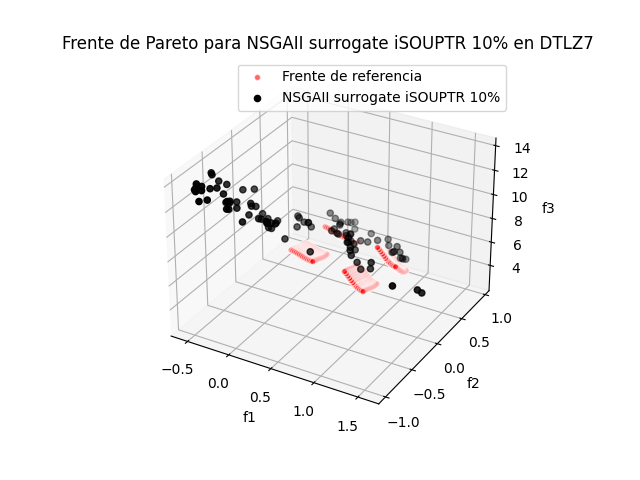 Frente de Pareto para NSGAII surrogate iSOUPTR 10% en DTLZ7
Frente de referencia
NSGAII surrogate iSOUPTR 10%
14
12
10
8
6
4
f3
1.0
0.5
0.0
−0.5
−1.0
f2
−0.5
0.0
0.5
1.0
1.5
f1